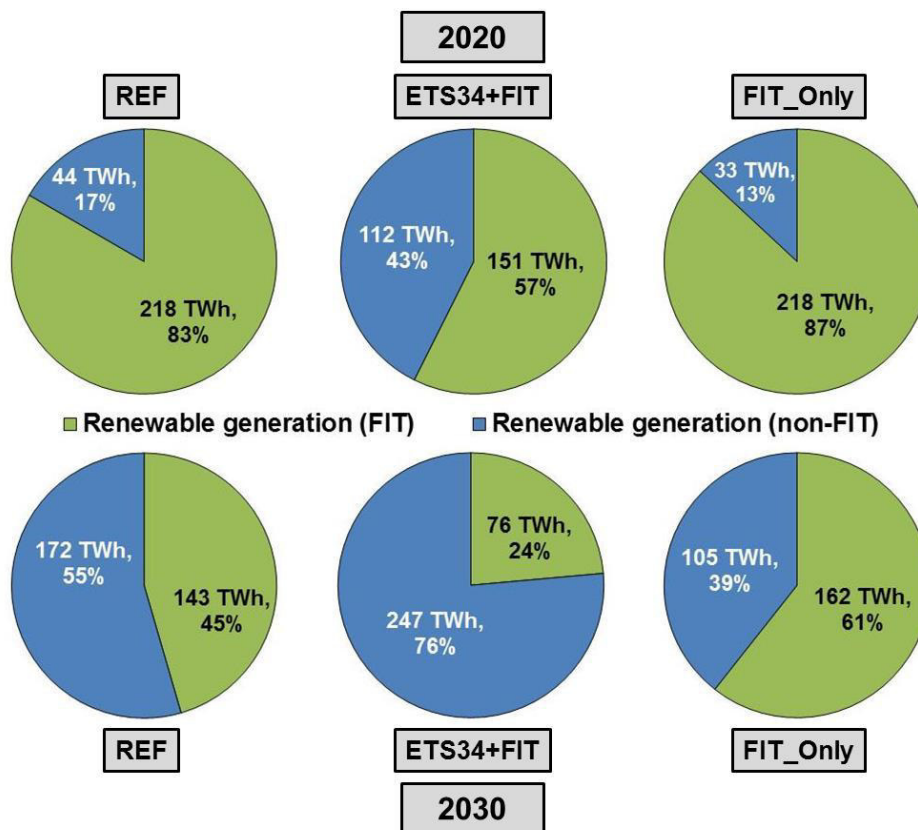 2020
REF
ETS34+FIT
FIT_Only
44 TWh,
17%
218 TWh,
83%
112 TWh,
43%
151 TWh,
57%
33 TWh,
13%
218 TWh,
87%
Renewable generation (FIT)
Renewable generation (non-FIT)
172 TWh,
55%
143 TWh,
45%
76 TWh,
24%
247 TWh,
76%
105 TWh,
39%
162 TWh,
61%
REF
ETS34+FIT
FIT_Only
2030